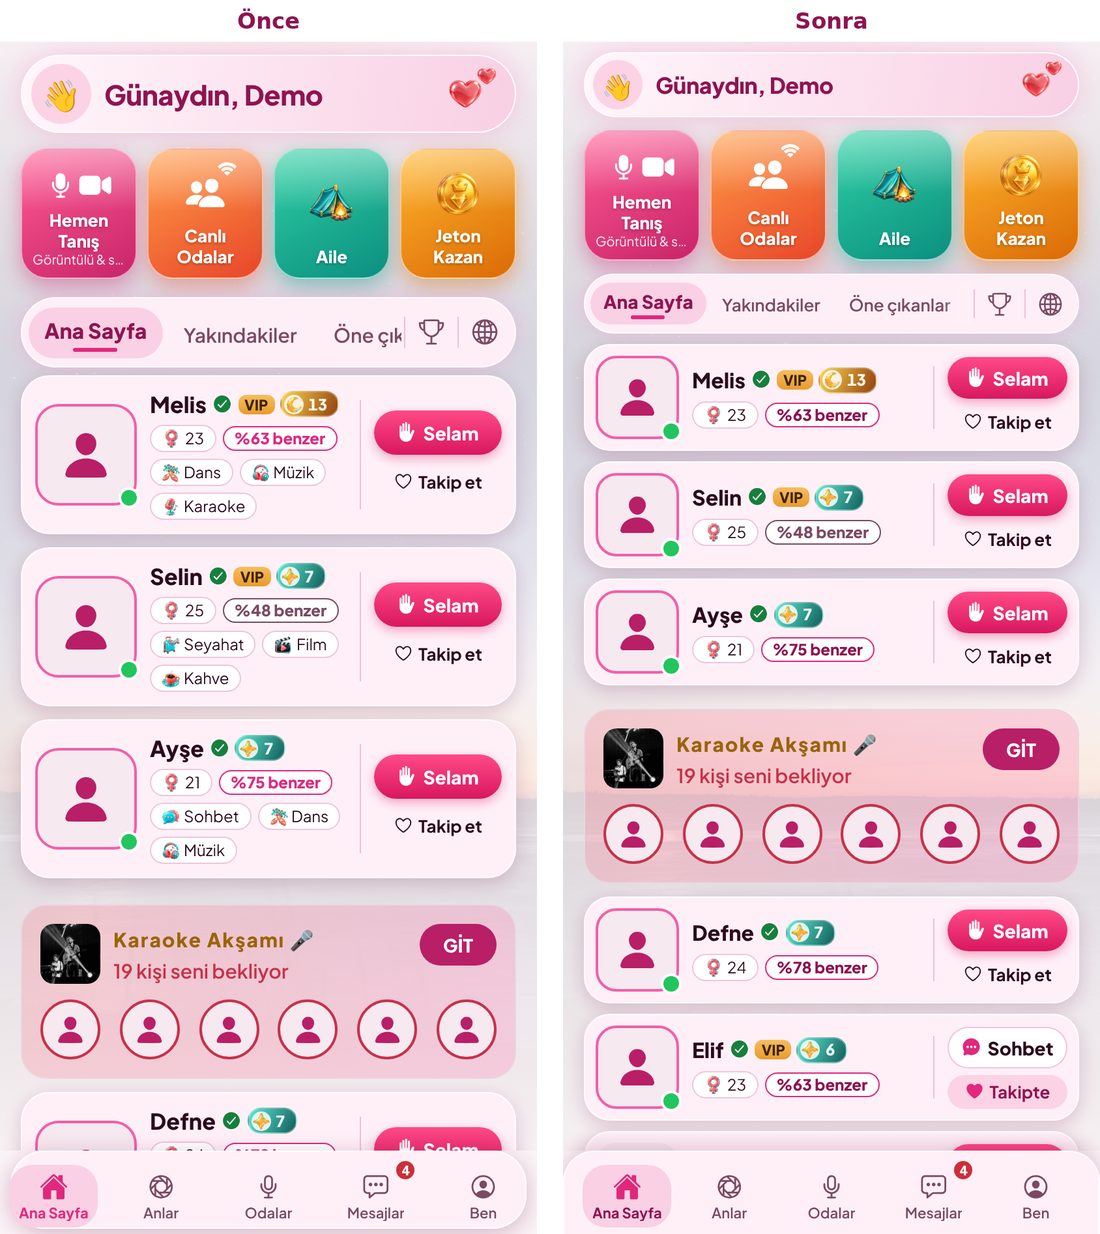 Önce
Günaydın, Demo
Hemen
Tanış
Görüntülü & s...
Canlı
Odalar
Aile
Jeton
Kazan
Ana Sayfa
Yakındakiler
Öne çık
Melis VIP 13
23 %63 benzer
Dans Müzik
Karaoke
Selam
Takip et
Selin VIP 7
25 %48 benzer
Seyahat Film
Kahve
Selam
Takip et
Ayşe 7
21 %75 benzer
Sohbet Dans
Müzik
Selam
Takip et
Karaoke Akşamı
19 kişi seni bekliyor
GİT
Defne 7
Selam
Ana Sayfa
Anlar
Odalar
4
Mesajlar
Ben
Sonra
Günaydın, Demo
Hemen
Tanış
Görüntülü & s...
Canlı
Odalar
Aile
Jeton
Kazan
Ana Sayfa
Yakındakiler
Öne çıkanlar
Melis VIP 13
23 %63 benzer
Selam
Takip et
Selin VIP 7
25 %48 benzer
Selam
Takip et
Ayşe 7
21 %75 benzer
Selam
Takip et
Karaoke Akşamı
19 kişi seni bekliyor
GİT
Defne 7
24 %78 benzer
Selam
Takip et
Elif VIP 6
23 %63 benzer
Sohbet
Takipte
Ana Sayfa
Anlar
Odalar
4
Mesajlar
Ben